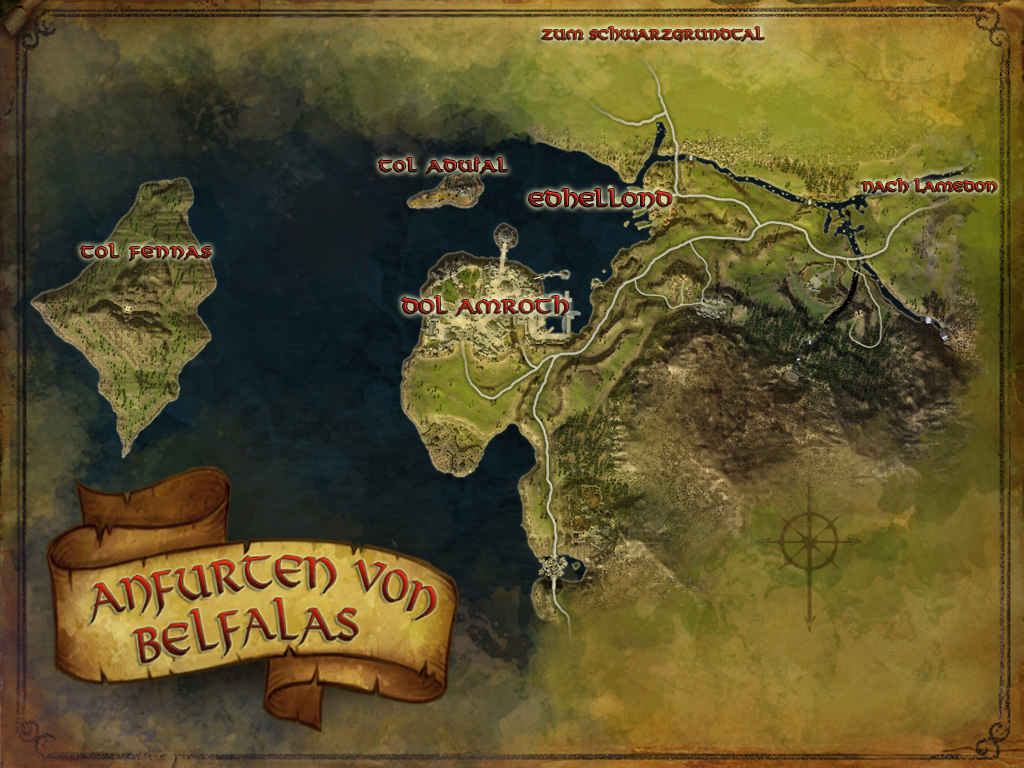 ZUM SCHWARZGRUNDTAL
TOL ADUIAL
NACH LAMEDON
EDHELLOND
TOL FENNAS
DOL AMROTH
ANFURTEN VON
BELFALAS